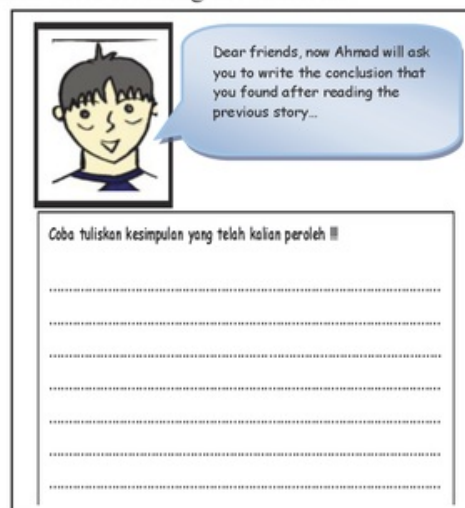 Dear friends, now Ahmad will ask
you to write the conclusion that
you found after reading the
previous story...
Coba tuliskan kesimpulan yang telah kalian peroleh !!!